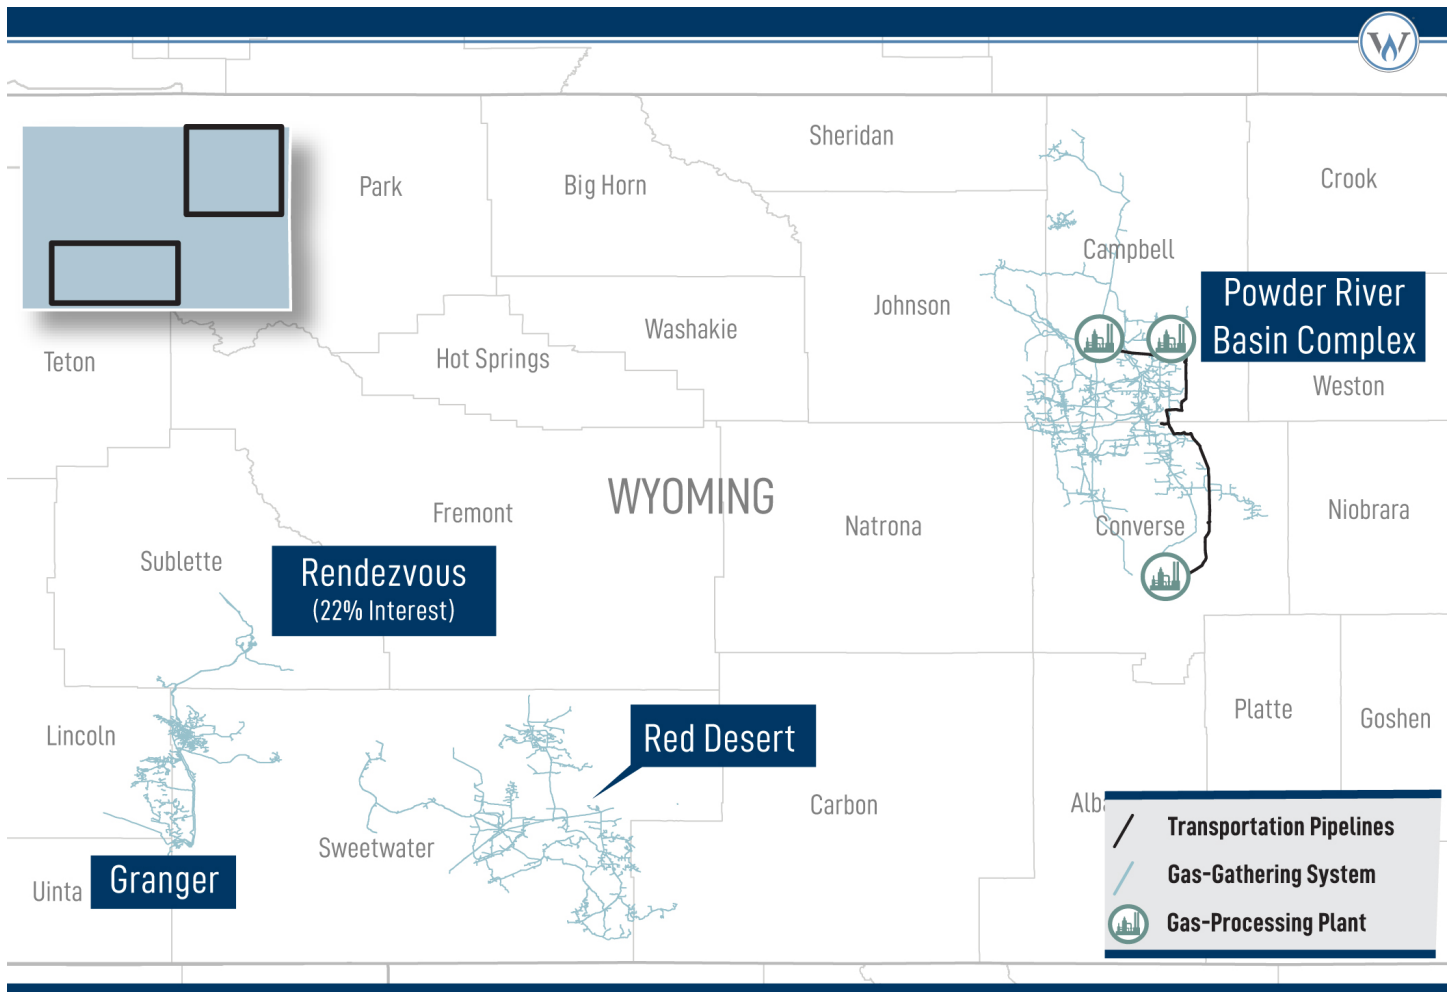 W
Sheridan
Park
Big Horn
Crook
Campbell
Powder River
Basin Complex
Johnson
Washakie
Hot Springs
Teton
Weston
WYOMING
Fremont
Natrona
Converse
Niobrara
Sublette
Rendezvous
(22% Interest)
Platte
Goshen
Lincoln
Red Desert
Carbon
Alba
Sweetwater
Granger
Uinta
Transportation Pipelines
Gas-Gathering System
Gas-Processing Plant